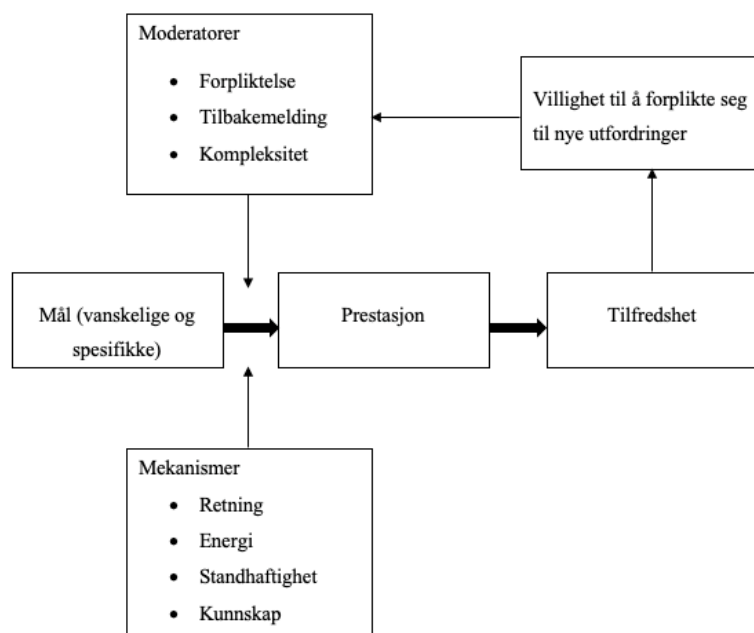 Moderatorer
• Forpliktelse
• Tilbakemelding
• Kompleksitet
Villighet til å forplikte seg
til nye utfordringer
Mål (vanskelige og
spesifikke)
Prestasjon
Tilfredshet
Mekanismer
• Retning
• Energi
• Standhaftighet
• Kunnskap